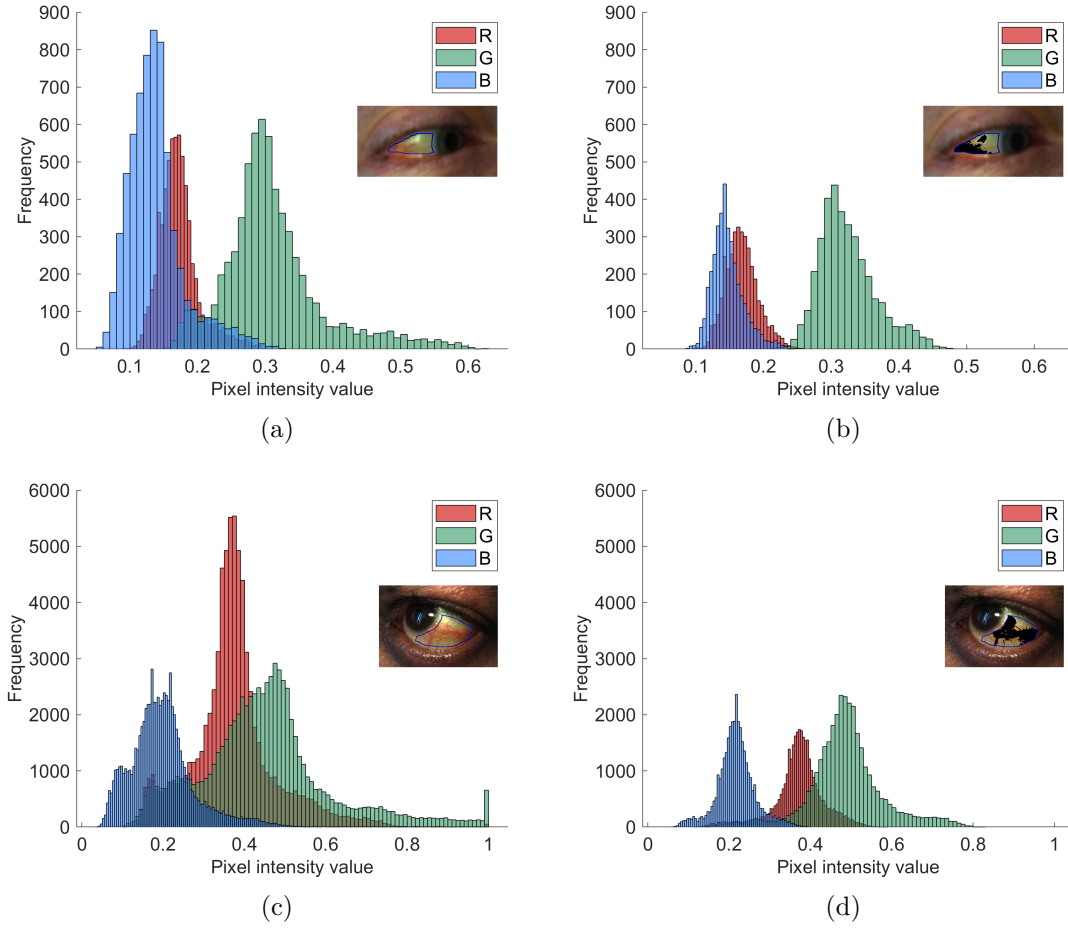 900
800
700
600
500
400
300
200
100
0
Frequency
0.1 0.2 0.3 0.4 0.5 0.6
Pixel intensity value
R
G
B
(a)
900
800
700
600
500
400
300
200
100
0
Frequency
0.1 0.2 0.3 0.4 0.5 0.6
Pixel intensity value
R
G
B
(b)
6000
5000
4000
3000
2000
1000
0
Frequency
0 0.2 0.4 0.6 0.8 1
Pixel intensity value
R
G
B
(c)
6000
5000
4000
3000
2000
1000
0
Frequency
0 0.2 0.4 0.6 0.8 1
Pixel intensity value
R
G
B
(d)